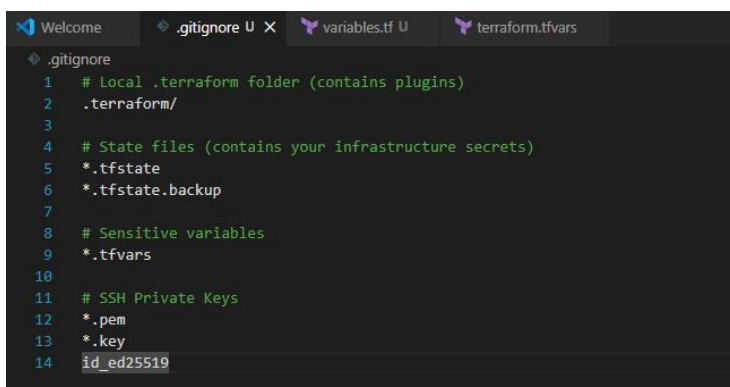 Welcome .gitignore U variables.tf U terraform.tfvars
.gitignore
1 # Local .terraform folder (contains plugins)
2 .terraform/
3
4 # State files (contains your infrastructure secrets)
5 *.tfstate
6 *.tfstate.backup
7
8 # Sensitive variables
9 *.tfvars
10
11 # SSH Private Keys
12 *.pem
13 *.key
14 id_ed25519